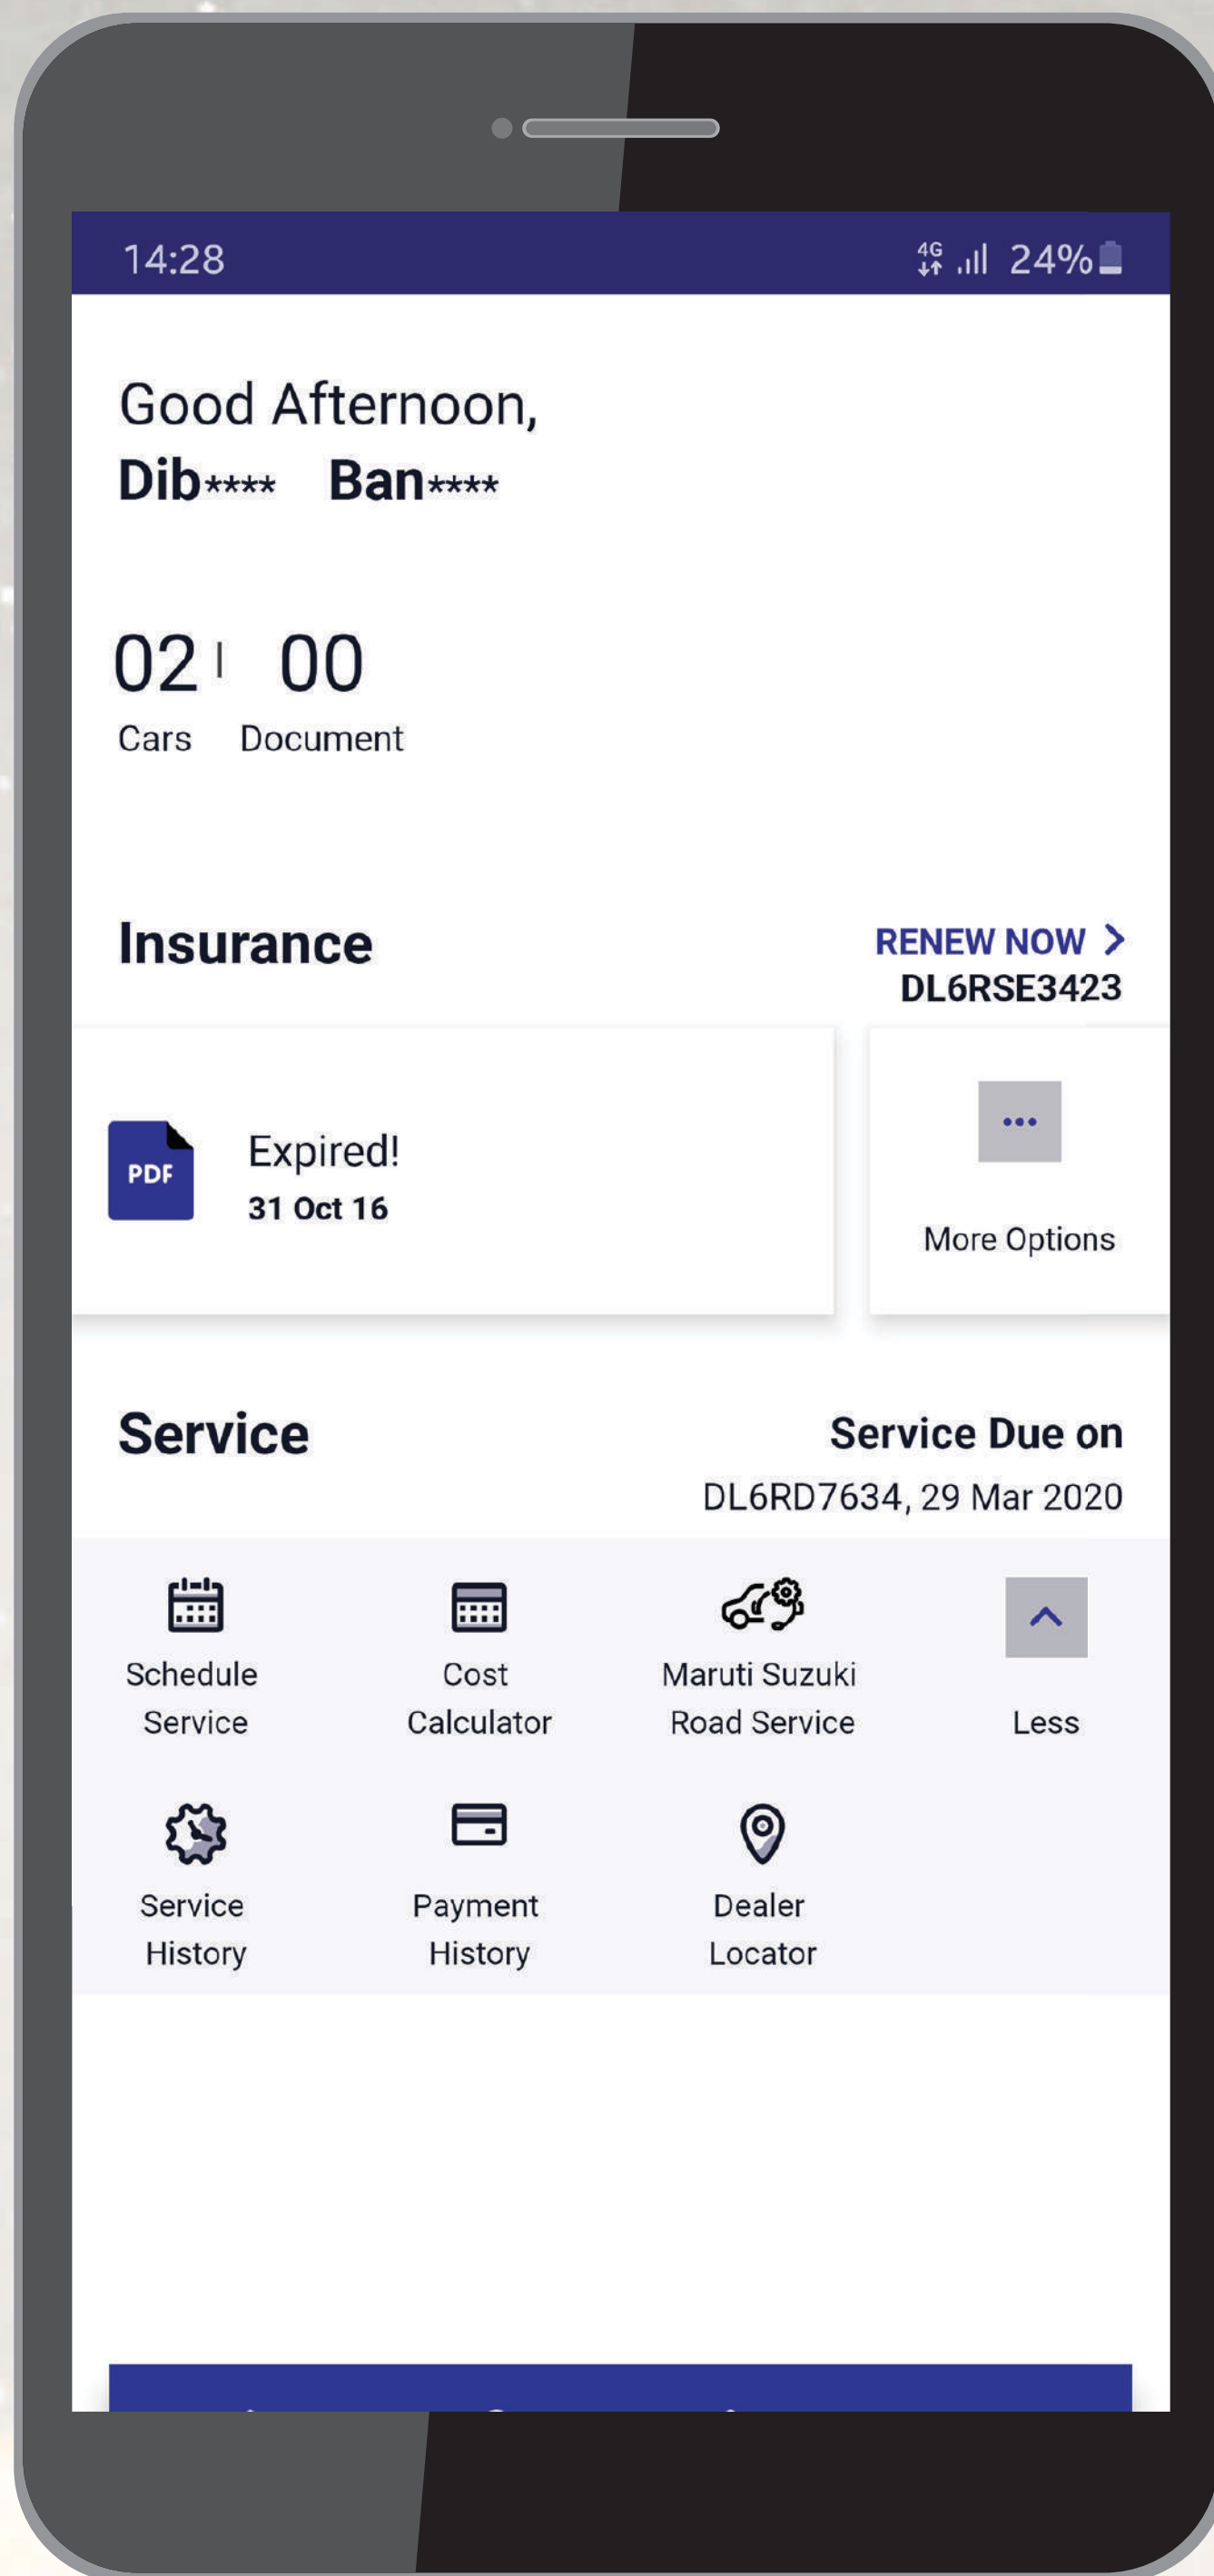 14:28 4G 24%
Good Afternoon,
Dib**** Ban****
02 | 00
Cars Document
Insurance
RENEW NOW >
DL6RSE3423
PDF
Expired!
31 Oct 16
...
More Options
Service
Service Due on
DL6RD7634, 29 Mar 2020
Schedule
Service
Cost
Calculator
Maruti Suzuki
Road Service
Less
Service
History
Payment
History
Dealer
Locator